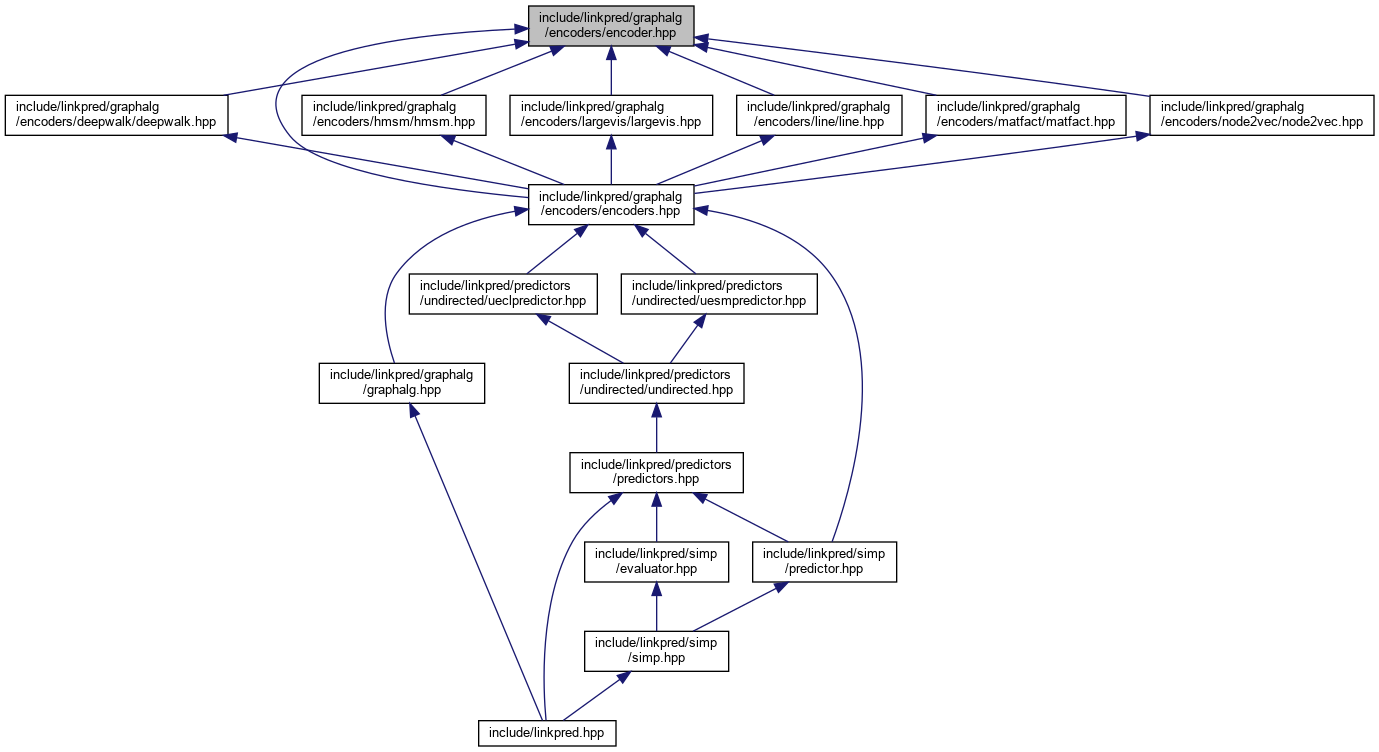 include/linkpred/graphalg
/encoders/encoder.hpp
include/linkpred/graphalg
/encoders/deepwalk/deepwalk.hpp
include/linkpred/graphalg
/encoders/hmsm/hmsm.hpp
include/linkpred/graphalg
/encoders/largevis/largevis.hpp
include/linkpred/graphalg
/encoders/line/line.hpp
include/linkpred/graphalg
/encoders/matfact/matfact.hpp
include/linkpred/graphalg
/encoders/node2vec/node2vec.hpp
include/linkpred/graphalg
/encoders/encoders.hpp
include/linkpred/predictors
/undirected/ueclpredictor.hpp
include/linkpred/predictors
/undirected/uesmpredictor.hpp
include/linkpred/graphalg
/graphalg.hpp
include/linkpred/predictors
/undirected/undirected.hpp
include/linkpred/predictors
/predictors.hpp
include/linkpred/simp
/evaluator.hpp
include/linkpred/simp
/predictor.hpp
include/linkpred/simp
/simp.hpp
include/linkpred.hpp